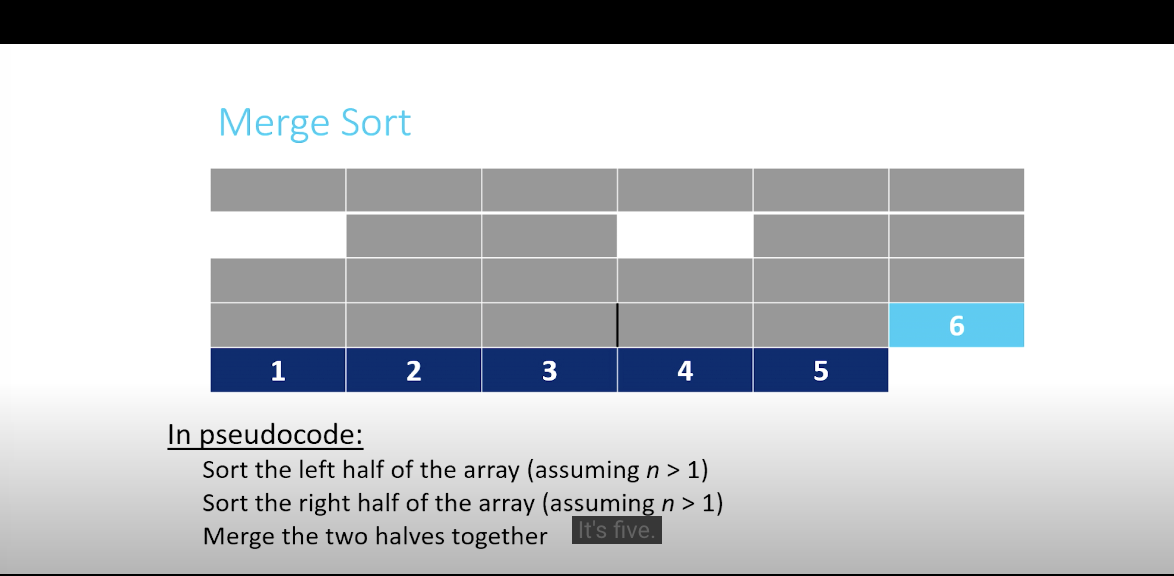 Merge Sort
6
1 2 3 4 5
In pseudocode:
Sort the left half of the array (assuming n > 1)
Sort the right half of the array (assuming n > 1)
Merge the two halves together
It's five.